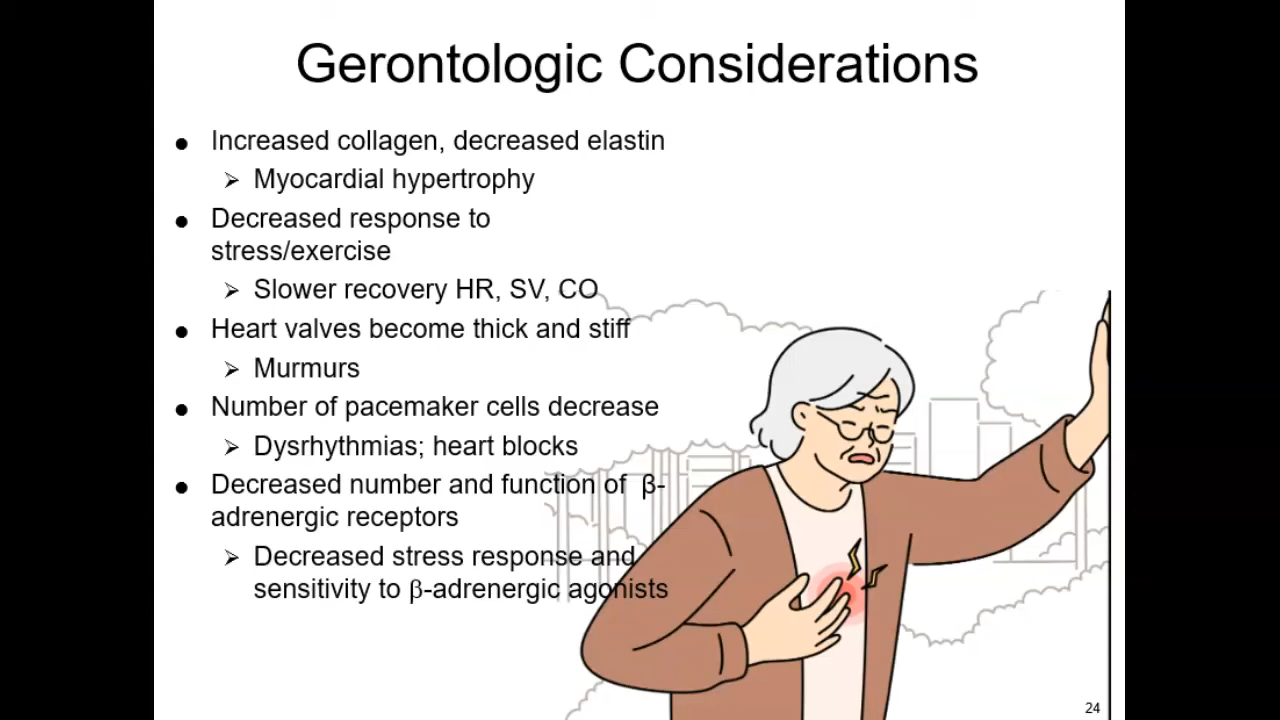 Gerontologic Considerations
● Increased collagen, decreased elastin
➢ Myocardial hypertrophy
● Decreased response to
stress/exercise
➢ Slower recovery HR, SV, CO
● Heart valves become thick and stiff
➢ Murmurs
● Number of pacemaker cells decrease
➢ Dysrhythmias; heart blocks
● Decreased number and function of β-
adrenergic receptors
➢ Decreased stress response and
sensitivity to β-adrenergic agonists
24